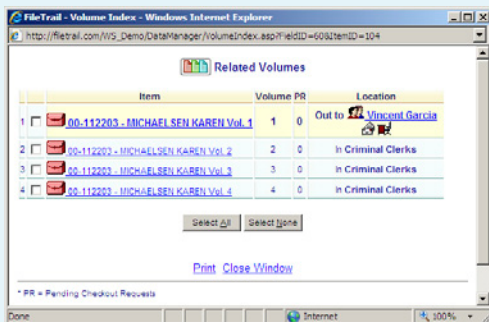 FileTrail - Volume Index - Windows Internet Explorer
http://filetrail.com/WS_Demo/DataManager/VolumeIndex.asp?FieldID=60&ItemID=104
Related Volumes
Item Volume PR Location
1 00-112203 - MICHAELSEN KAREN Vol. 1 1 0 Out to Vincent Garcia
2 00-112203 - MICHAELSEN KAREN Vol. 2 2 0 In Criminal Clerks
3 00-112203 - MICHAELSEN KAREN Vol. 3 3 0 In Criminal Clerks
4 00-112203 - MICHAELSEN KAREN Vol. 4 4 0 In Criminal Clerks
Select All Select None
Print Close Window
* PR = Pending Checkout Requests
Done Internet 100%